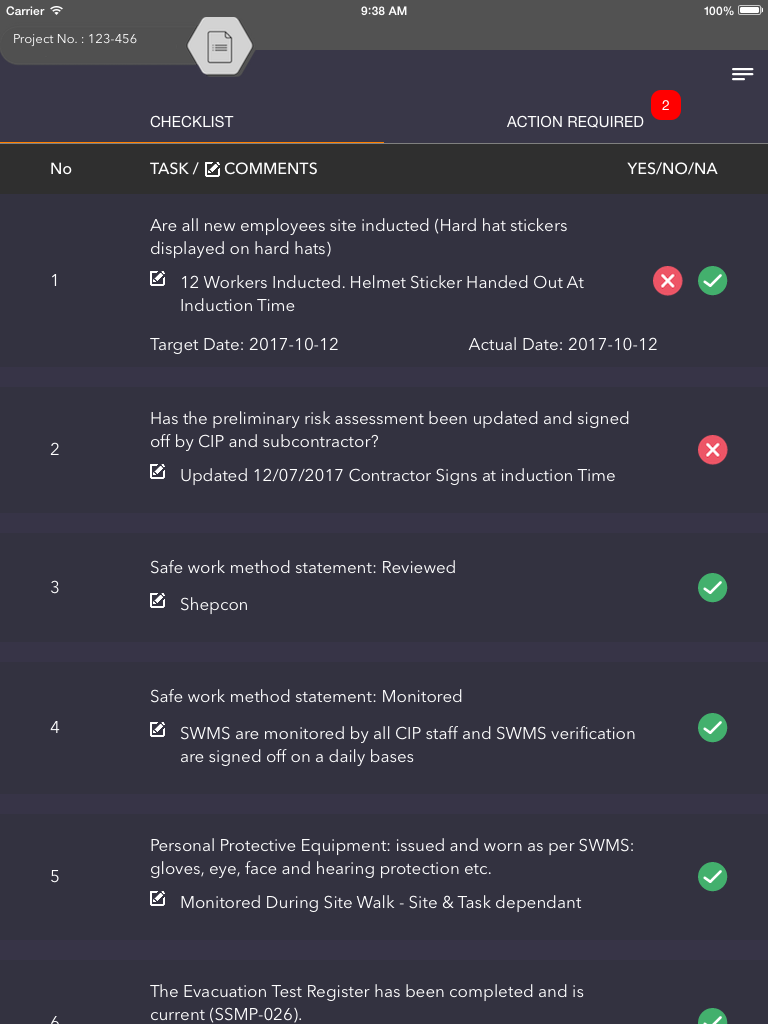 Carrier 9:38 AM 100%
Project No. : 123-456
2
CHECKLIST ACTION REQUIRED
No TASK / COMMENTS YES/NO/NA
Are all new employees site inducted (Hard hat stickers
displayed on hard hats)
1
12 Workers Inducted. Helmet Sticker Handed Out At
Induction Time
Target Date: 2017-10-12 Actual Date: 2017-10-12
Has the preliminary risk assessment been updated and signed
off by CIP and subcontractor?
2
Updated 12/07/2017 Contractor Signs at induction Time
Safe work method statement: Reviewed
3
Shepcon
Safe work method statement: Monitored
4
SWMS are monitored by all CIP staff and SWMS verification
are signed off on a daily bases
Personal Protective Equipment: issued and worn as per SWMS:
gloves, eye, face and hearing protection etc.
5
Monitored During Site Walk - Site & Task dependant
The Evacuation Test Register has been completed and is
current (SSMP-026).
6